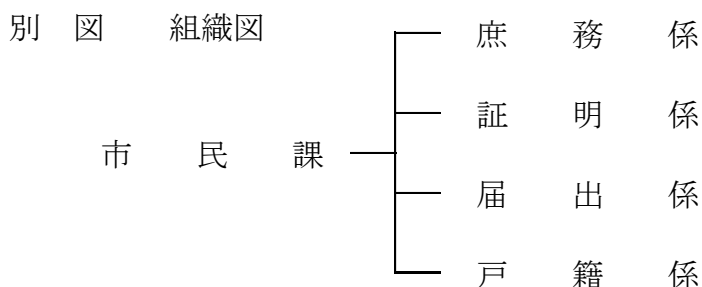 別　図　　組織図
庶　務　係
証　明　係
市　民　課
届　出　係
戸　籍　係